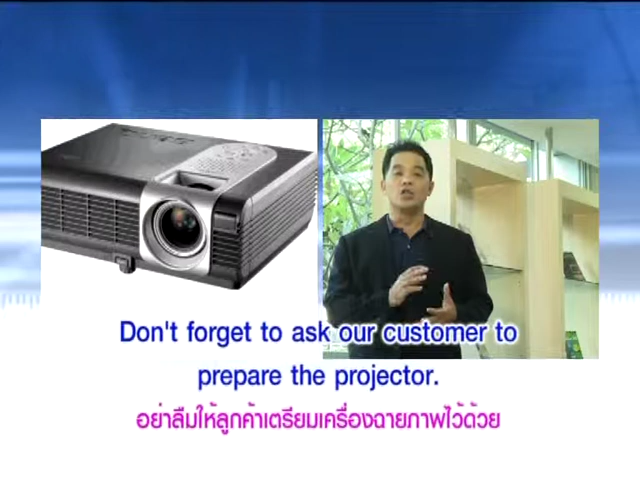 Don't forget to ask our customer to
prepare the projector.
อย่าลืมให้ลูกค้าเตรียมเครื่องฉายภาพไว้ด้วย